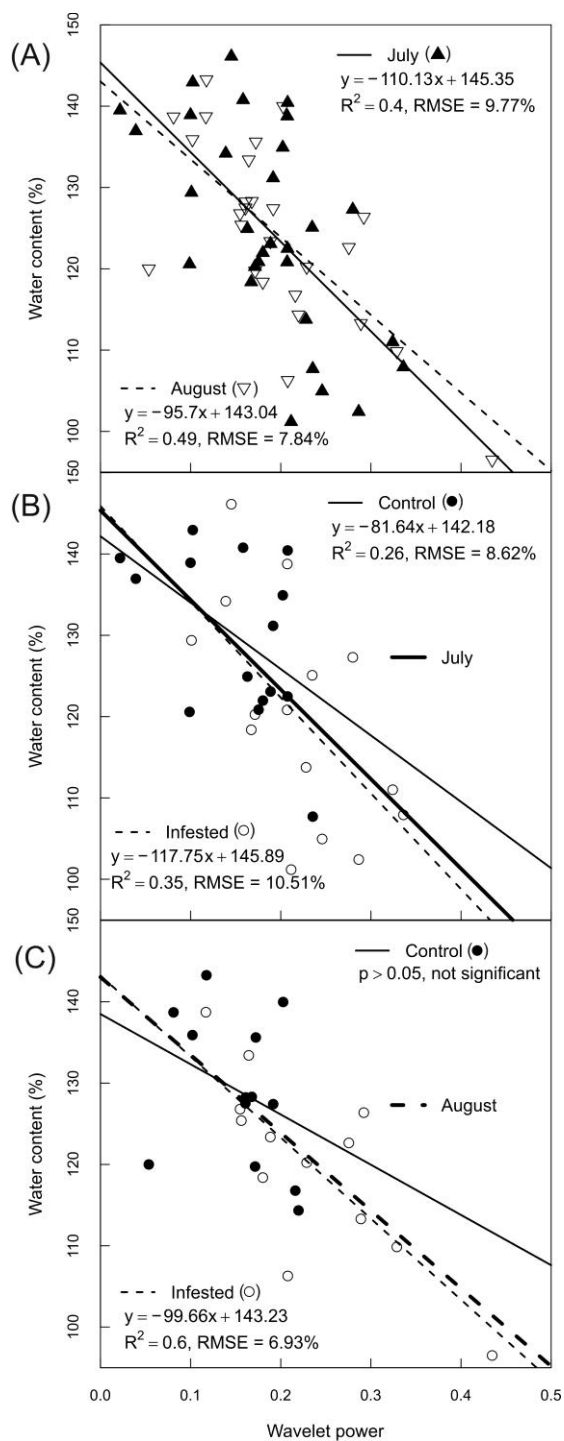 (A)
July (▲)
y = −110.13x + 145.35
R² = 0.4, RMSE = 9.77%
150
140
130
120
110
100
Water content (%)
August (▽)
y = −95.7x + 143.04
R² = 0.49, RMSE = 7.84%
(B)
Control (●)
y = −81.64x + 142.18
R² = 0.26, RMSE = 8.62%
July
150
140
130
120
110
100
Water content (%)
Infested (○)
y = −117.75x + 145.89
R² = 0.35, RMSE = 10.51%
(C)
Control (●)
p > 0.05, not significant
August
150
140
130
120
110
100
Water content (%)
Infested (○)
y = −99.66x + 143.23
R² = 0.6, RMSE = 6.93%
0.0 0.1 0.2 0.3 0.4 0.5
Wavelet power